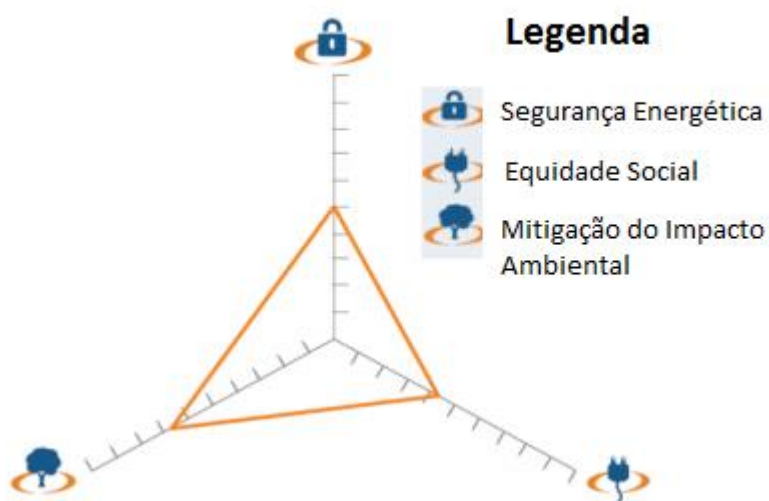 Legenda
Segurança Energética
Equidade Social
Mitigação do Impacto
Ambiental